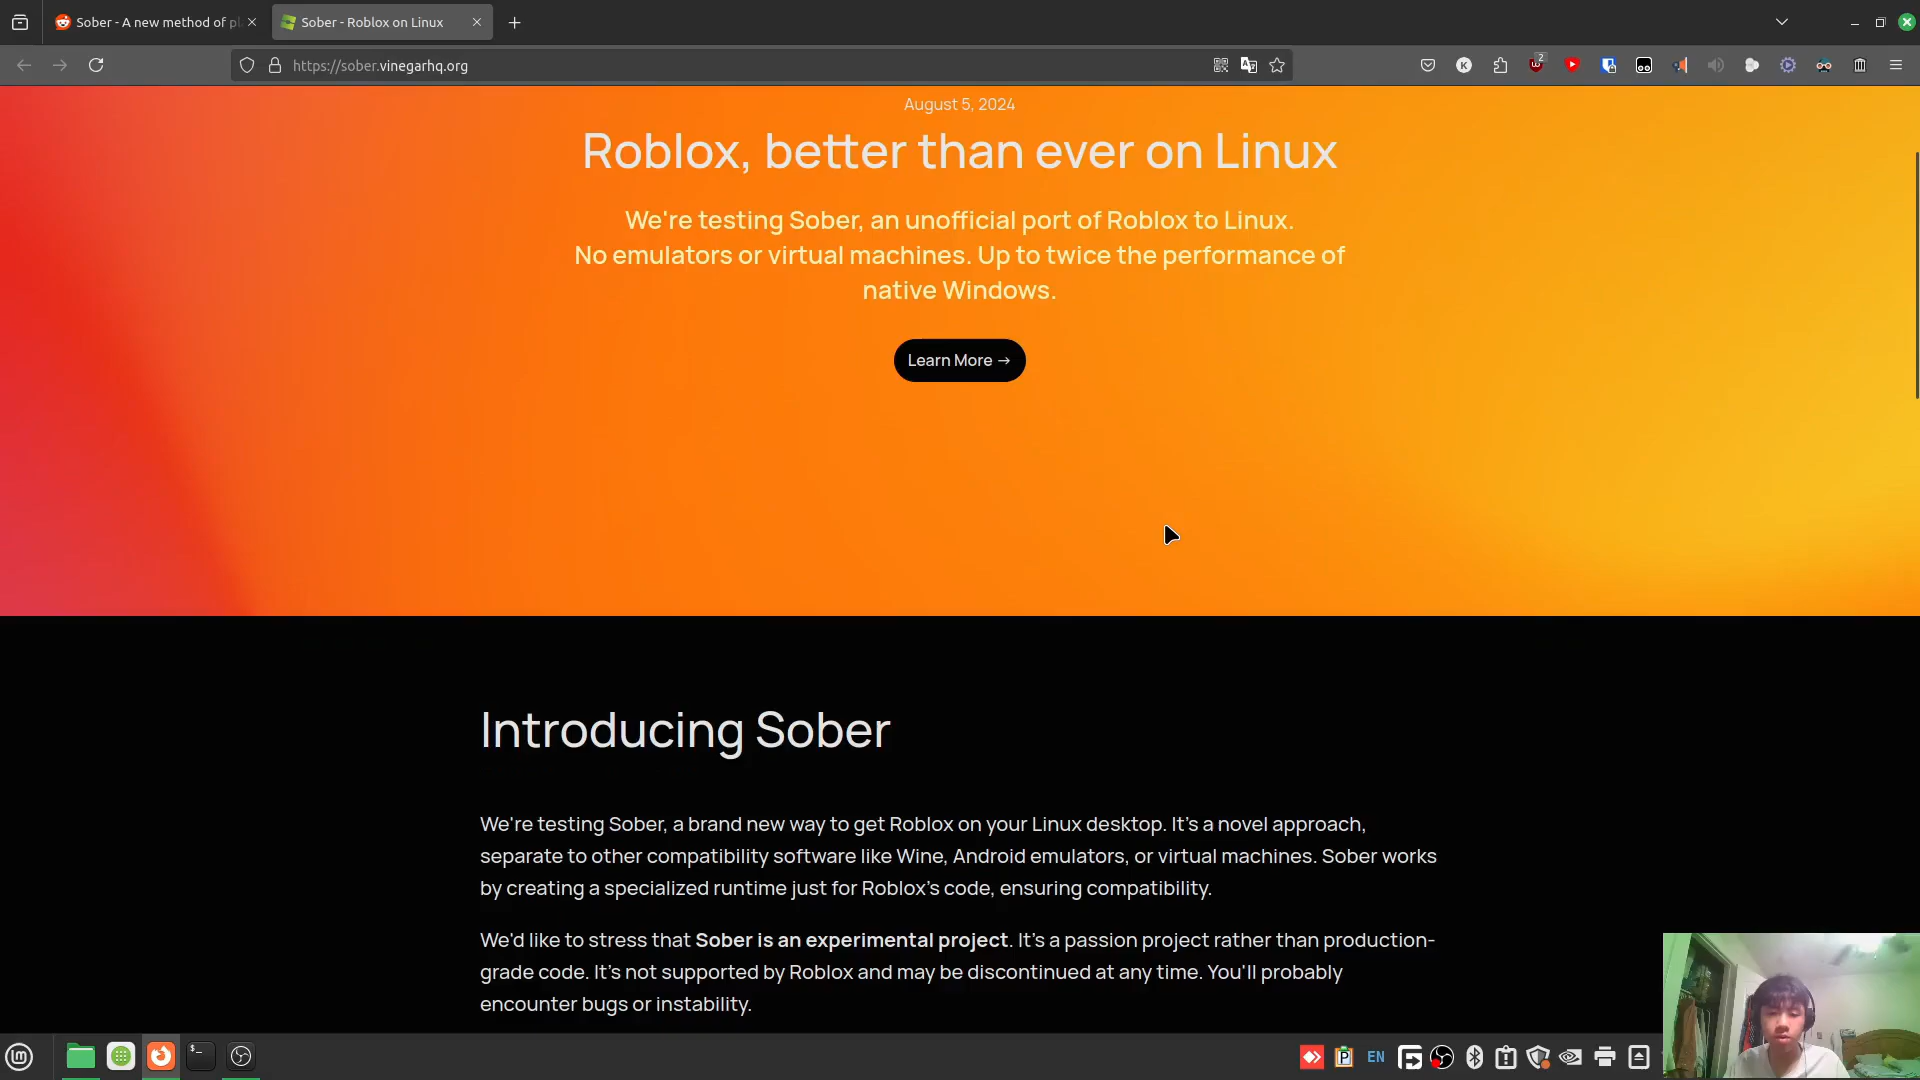 Sober - A new method of pl
Sober - Roblox on Linux
https://sober.vinegarhq.org
K
2
August 5, 2024
Roblox, better than ever on Linux
We're testing Sober, an unofficial port of Roblox to Linux.
No emulators or virtual machines. Up to twice the performance of
native Windows.
Learn More →
Introducing Sober
We're testing Sober, a brand new way to get Roblox on your Linux desktop. It's a novel approach,
separate to other compatibility software like Wine, Android emulators, or virtual machines. Sober works
by creating a specialized runtime just for Roblox's code, ensuring compatibility.
We'd like to stress that Sober is an experimental project. It's a passion project rather than production-
grade code. It's not supported by Roblox and may be discontinued at any time. You'll probably
encounter bugs or instability.
EN